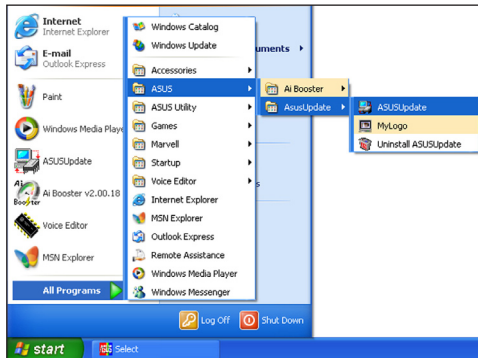 Internet
Internet Explorer
E-mail
Outlook Express
Paint
Windows Media Playe
ASUSUpdate
Ai Booster v2.00.18
Voice Editor
MSN Explorer
All Programs
Windows Catalog
Windows Update
Accessories
ASUS
ASUS Utility
Games
Marvell
Startup
Voice Editor
Internet Explorer
MSN Explorer
Outlook Express
Remote Assistance
Windows Media Player
Windows Messenger
uments
s
Ai Booster
AsusUpdate
ASUSUpdate
MyLogo
Uninstall ASUSUpdate
Log Off
Shut Down
start
Select